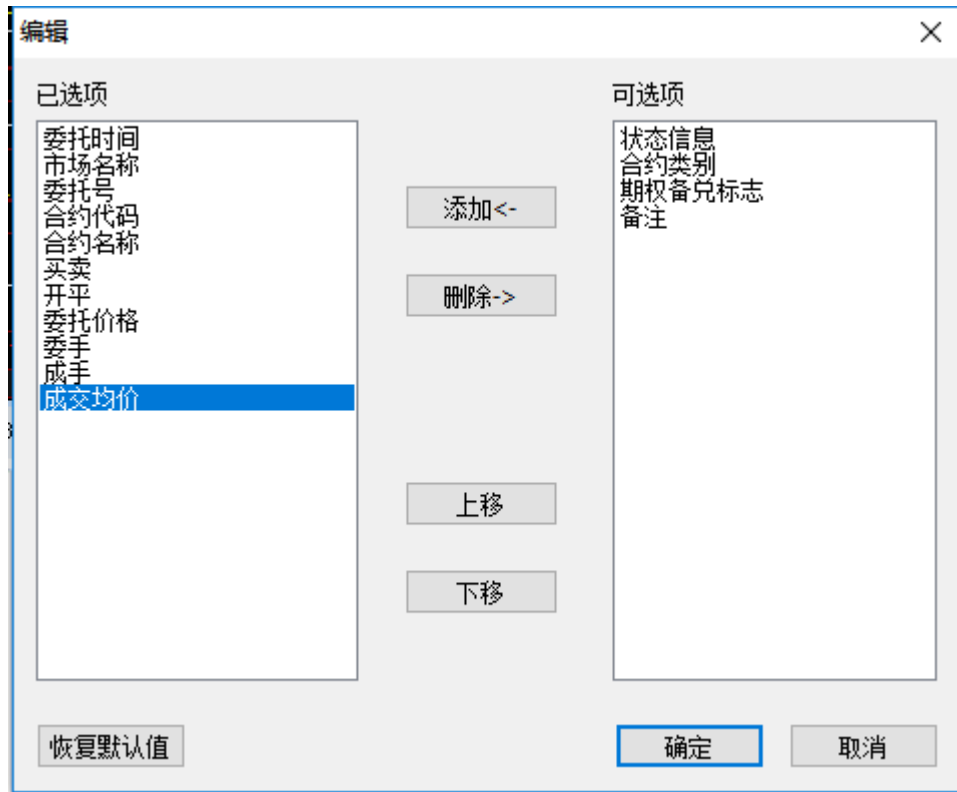 编辑
已选项
委托时间
市场名称
委托号
合约代码
合约名称
买卖
开平
委托价格
委手
成手
成交均价
添加<-
删除->
上移
下移
可选项
状态信息
合约类别
期权备兑标志
备注
恢复默认值
确定
取消